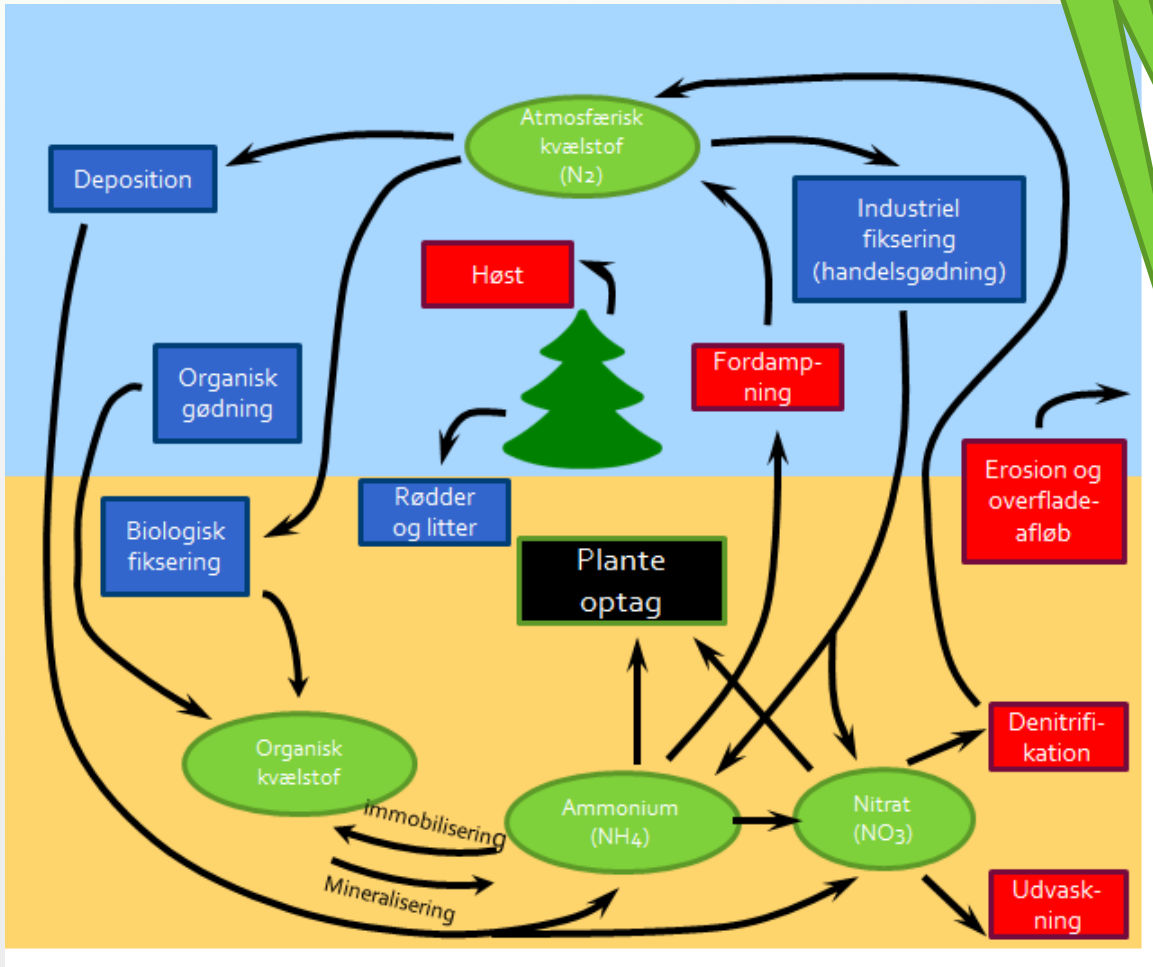 Atmosfærisk
kvælstof
(N2)
Deposition
Industriel
fiksering
(handelsgødning)
Høst
Organisk
gødning
Fordamp-
ning
Rødder
og litter
Erosion og
overflade-
afløb
Biologisk
fiksering
Plante
optag
Organisk
kvælstof
Denitrifi-
kation
immobilisering
Ammonium
(NH4)
Nitrat
(NO3)
Mineralisering
Udvask-
ning